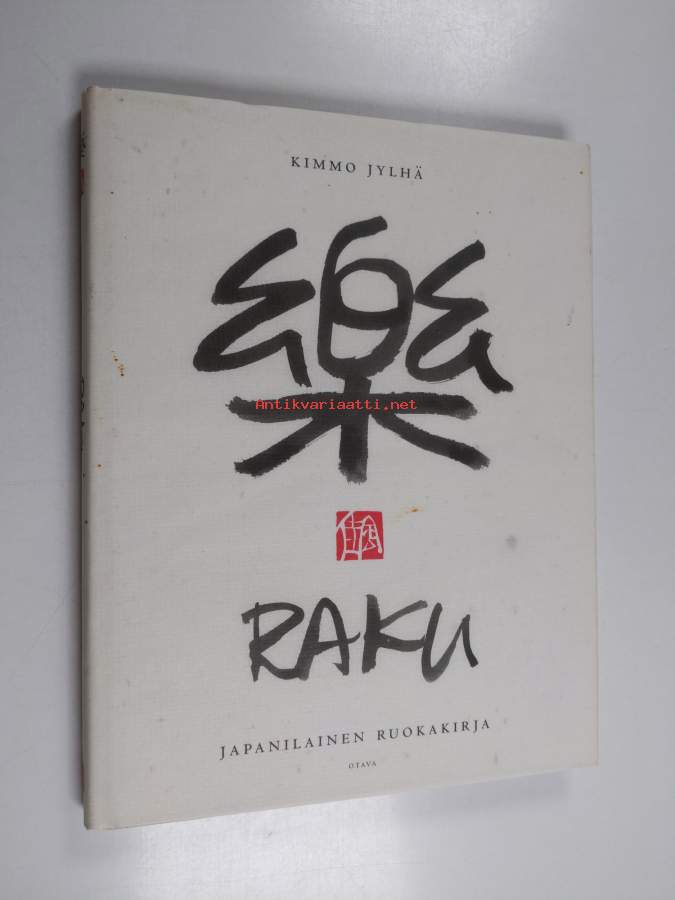 KIMMO JYLHÄ
樂
Antikvariaatti.net
RAKU
JAPANILAINEN RUOKAKIRJA
OTAVA